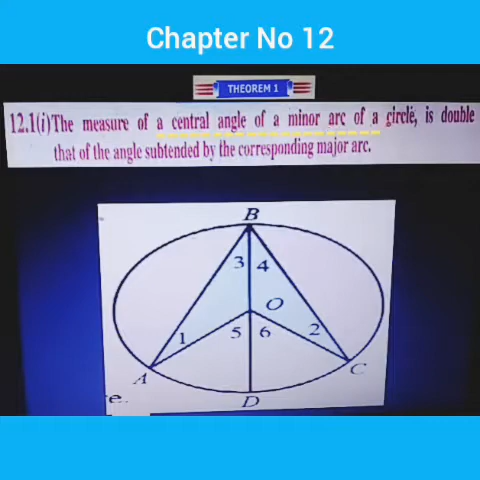 Chapter No 12
THEOREM 1
12.1(i)The measure of a central angle of a minor arc of a circle, is double
that of the angle subtended by the corresponding major arc.
B
3 4
O
1 5 6 2
A C
D
e.